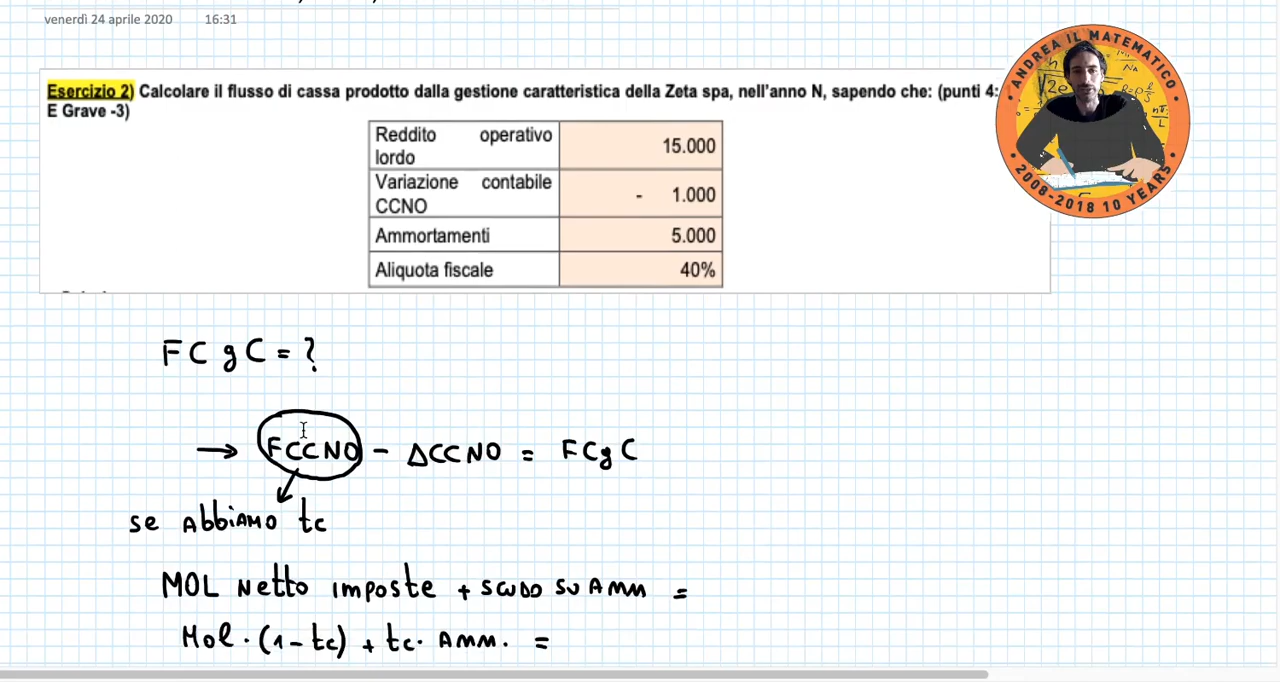 venerdì 24 aprile 2020 16:31
ANDREA IL MATEMATICO
2008-2018 10 YEARS
Esercizio 2) Calcolare il flusso di cassa prodotto dalla gestione caratteristica della Zeta spa, nell'anno N, sapendo che: (punti 4:
E Grave -3)
Reddito operativo
lordo 15.000
Variazione contabile
CCNO - 1.000
Ammortamenti 5.000
Aliquota fiscale 40%
FCgC = ?
→ FCCNO - ΔCCNO = FCgC
se abbiamo tc
MOL Netto imposte + scudo su Amm =
Mol · (1 - tc) + tc · Amm. =